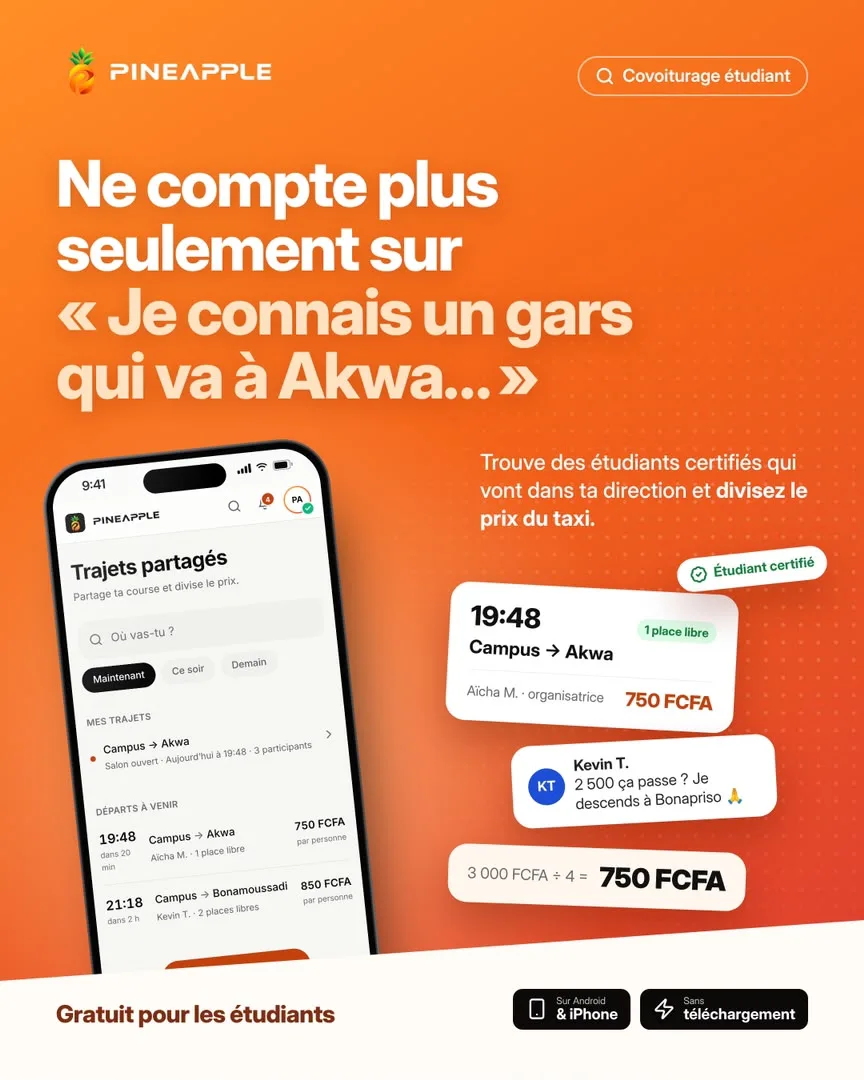 PINEAPPLE
Covoiturage étudiant
Ne compte plus
seulement sur
« Je connais un gars
qui va à Akwa... »
9:41
PINEAPPLE
4
PA
Trajets partagés
Partage ta course et divise le prix.
Où vas-tu ?
Maintenant
Ce soir
Demain
MES TRAJETS
Campus → Akwa
Salon ouvert · Aujourd'hui à 19:48 · 3 participants
DÉPARTS À VENIR
19:48
dans 20
min
Campus → Akwa
Aïcha M. · 1 place libre
750 FCFA
par personne
21:18
dans 2 h
Campus → Bonamoussadi
Kevin T. · 2 places libres
850 FCFA
par personne
Trouve des étudiants certifiés qui
vont dans ta direction et divisez le
prix du taxi.
Étudiant certifié
19:48
1 place libre
Campus → Akwa
Aïcha M. · organisatrice
750 FCFA
KT
Kevin T.
2 500 ça passe ? Je
descends à Bonapriso 🙏
3 000 FCFA ÷ 4 = 750 FCFA
Gratuit pour les étudiants
Sur Android
& iPhone
Sans
téléchargement